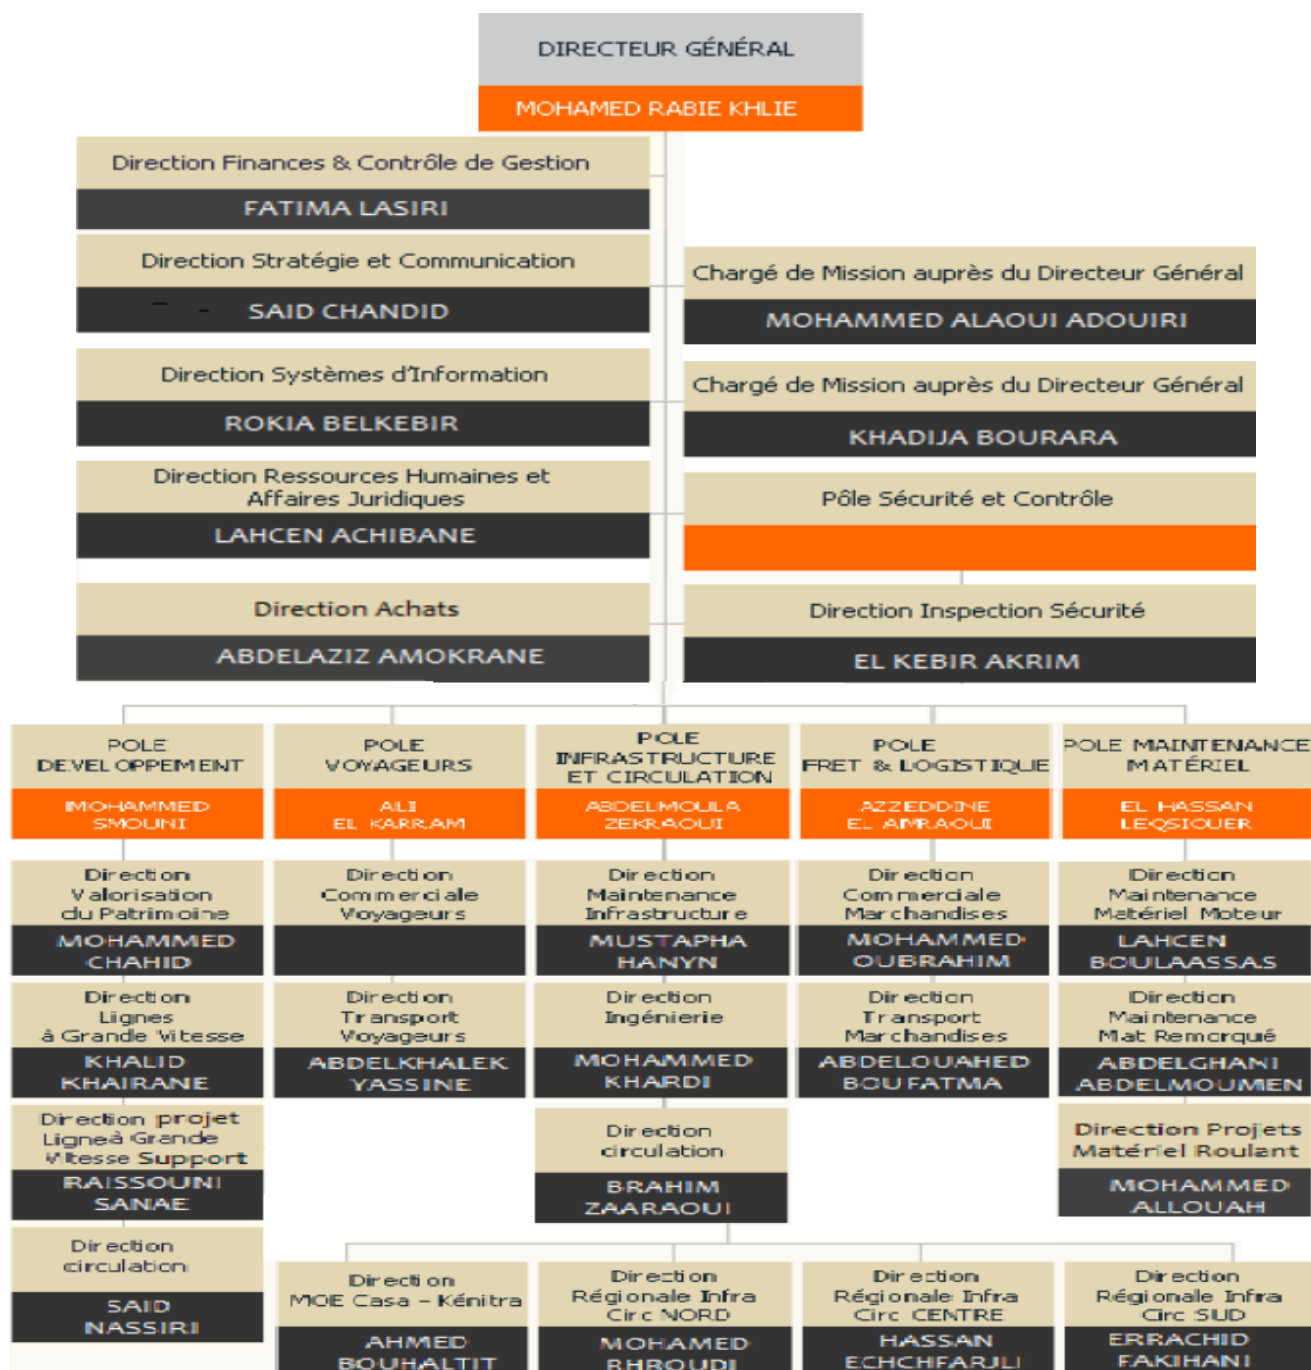 DIRECTEUR GÉNÉRAL
MOHAMED RABIE KHLIE
Direction Finances & Contrôle de Gestion
FATIMA LASIRI
Direction Stratégie et Communication
SAID CHANDID
Direction Systèmes d'Information
ROKIA BELKEBIR
Direction Ressources Humaines et
Affaires Juridiques
LAHCEN ACHIBANE
Direction Achats
ABDELAZIZ AMOKRANE
Chargé de Mission auprès du Directeur Général
MOHAMMED ALAOUI ADOUIRI
Chargé de Mission auprès du Directeur Général
KHADIJA BOURARA
Pôle Sécurité et Contrôle
Direction Inspection Sécurité
EL KEBIR AKRIM
POLE
DEVELOPPEMENT
MOHAMMED
SMOUNI
Direction
Valorisation
du Patrimoine
MOHAMMED
CHAHID
Direction
Lignes
à Grande Vitesse
KHALID
KHAIRANE
Direction projet
Ligne à Grande
Vitesse Support
RAISSOUNI
SANAE
Direction
circulation
SAID
NASSIRI
POLE
VOYAGEURS
ALI
EL KARRAM
Direction
Commerciale
Voyageurs
Direction
Transport
Voyageurs
ABDELKHALEK
YASSINE
POLE
INFRASTRUCTURE
ET CIRCULATION
ABDELMOULA
ZEKRAOUI
Direction
Maintenance
Infrastructure
MUSTAPHA
HANYN
Direction
Ingénierie
MOHAMMED
KHARDI
Direction
circulation
BRAHIM
ZAARAOUI
POLE
FRET & LOGISTIQUE
AZZEDDINE
EL AMRAOUI
Direction
Commerciale
Marchandises
MOHAMMED
OUBRAHIM
Direction
Transport
Marchandises
ABDELOUAHED
BOUFATMA
POLE MAINTENANCE
MATÉRIEL
EL HASSAN
LEQSIOUER
Direction
Maintenance
Matériel Moteur
LAHCEN
BOULAASSAS
Direction
Maintenance
Mat Remorqué
ABDELGHANI
ABDELMOUMEN
Direction Projets
Matériel Roulant
MOHAMMED
ALLOUAH
Direction
MOE Casa – Kénitra
AHMED
BOUHALTIT
Direction
Régionale Infra
Circ NORD
MOHAMED
RHROUDI
Direction
Régionale Infra
Circ CENTRE
HASSAN
ECHCHFARJLI
Direction
Régionale Infra
Circ SUD
ERRACHID
FAKIHANI